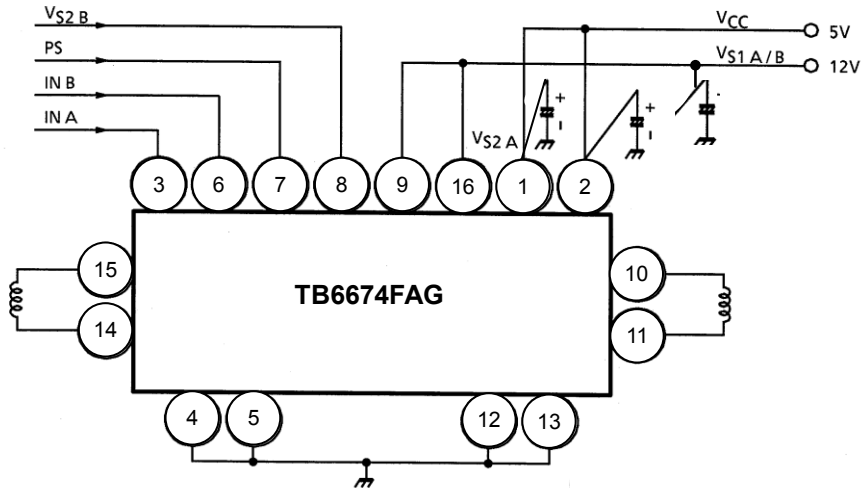 VS2 B
VCC
5V
PS
VS1 A/B
12V
IN B
IN A
+
-
+
-
VS2 A
3
6
7
8
9
16
1
2
15
14
TB6674FAG
10
11
4
5
12
13